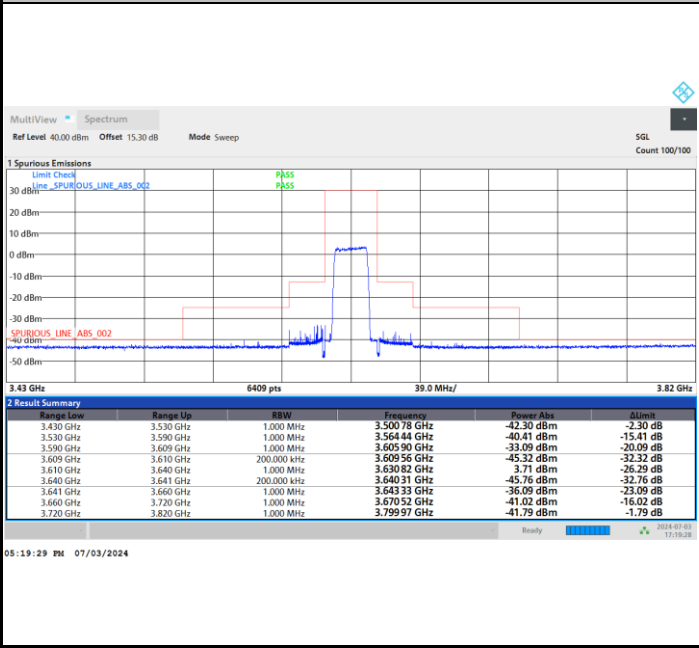 MultiView Spectrum
Ref Level 40.00 dBm Offset 15.30 dB Mode Sweep SGL
Count 100/100
1 Spurious Emissions
Limit Check PASS
Line _SPURIOUS_LINE_ABS_002 PASS
30 dBm
20 dBm
10 dBm
0 dBm
-10 dBm
-20 dBm
-30 dBm
SPURIOUS_LINE_ABS_002
-40 dBm
-50 dBm
3.43 GHz 6409 pts 39.0 MHz/ 3.82 GHz
2 Result Summary
Range Low Range Up RBW Frequency Power Abs ΔLimit
3.430 GHz 3.530 GHz 1.000 MHz 3.500 78 GHz -42.30 dBm -2.30 dB
3.530 GHz 3.590 GHz 1.000 MHz 3.564 44 GHz -40.41 dBm -15.41 dB
3.590 GHz 3.609 GHz 1.000 MHz 3.605 90 GHz -33.09 dBm -20.09 dB
3.609 GHz 3.610 GHz 200.000 kHz 3.609 56 GHz -45.32 dBm -32.32 dB
3.610 GHz 3.640 GHz 1.000 MHz 3.630 82 GHz 3.71 dBm -26.29 dB
3.640 GHz 3.641 GHz 200.000 kHz 3.640 31 GHz -45.76 dBm -32.76 dB
3.641 GHz 3.660 GHz 1.000 MHz 3.643 33 GHz -36.09 dBm -23.09 dB
3.660 GHz 3.720 GHz 1.000 MHz 3.670 52 GHz -41.02 dBm -16.02 dB
3.720 GHz 3.820 GHz 1.000 MHz 3.799 97 GHz -41.79 dBm -1.79 dB
Ready 2024-07-03
17:19:28
05:19:29 PM 07/03/2024